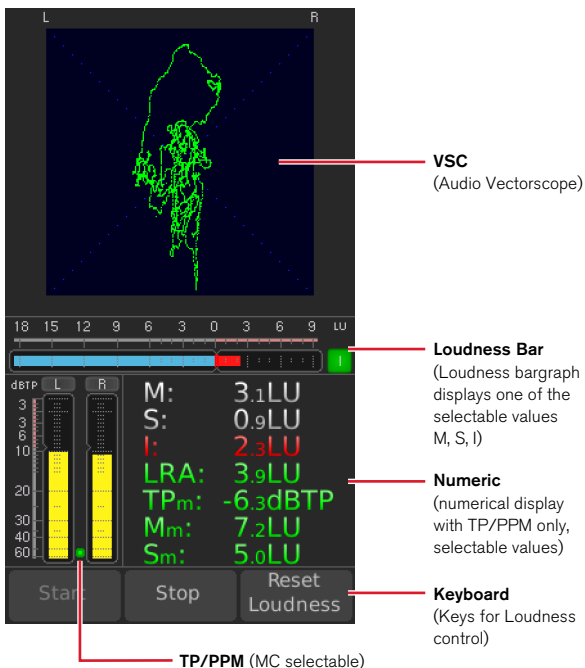 L R
VSC
(Audio Vectorscope)
18 15 12 9 6 3 0 3 6 9 LU
I
Loudness Bar
(Loudness bargraph
displays one of the
selectable values
M, S, I)
dBTP L R
3
3
6
10
20
30
40
60
M: 3.1LU
S: 0.9LU
I: 2.3LU
LRA: 3.9LU
TPm: -6.3dBTP
Mm: 7.2LU
Sm: 5.0LU
Numeric
(numerical display
with TP/PPM only,
selectable values)
Start Stop Reset
Loudness
Keyboard
(Keys for Loudness
control)
TP/PPM (MC selectable)